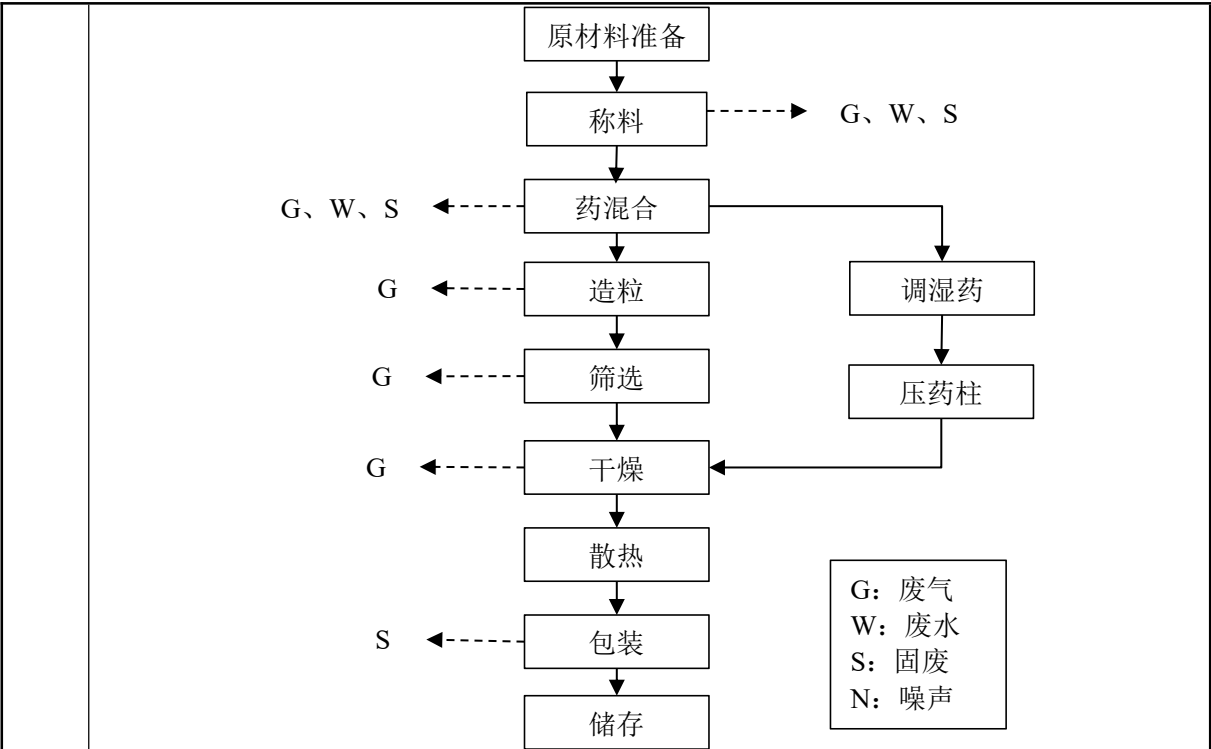 原材料准备
称料
G、W、S
G、W、S
药混合
G
造粒
调湿药
G
筛选
压药柱
G
干燥
散热
S
包装
储存
G：废气
W：废水
S：固废
N：噪声